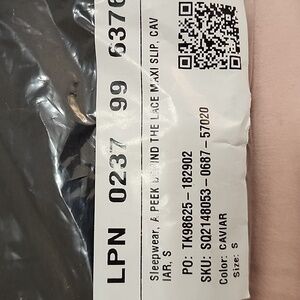 LPN 0237 99 6376
Sleepwear, A PEEK BEHIND THE LACE MAXI SLIP, CAV
IAR, S
PO: TK98625-182902
SKU: SO2148053-0687-57020
Color: CAVIAR
Size: S